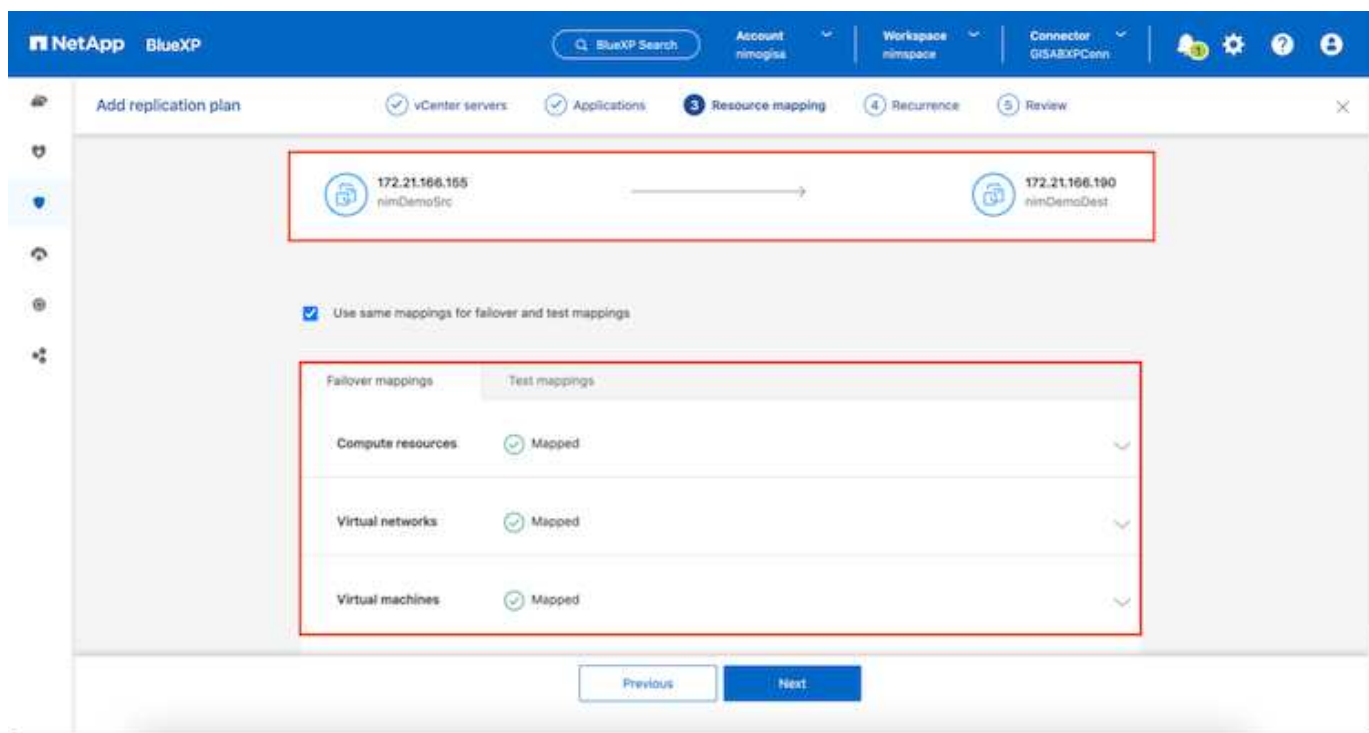 NetApp BlueXP BlueXP Search Account Workspace Connector
nimogisa nimspace GISABXPConn
Add replication plan vCenter servers Applications 3 Resource mapping 4 Recurrence 5 Review
172.21.166.155 172.21.166.190
nimDemoSrc nimDemoDest
Use same mappings for failover and test mappings
Failover mappings Test mappings
Compute resources Mapped
Virtual networks Mapped
Virtual machines Mapped
Previous Next